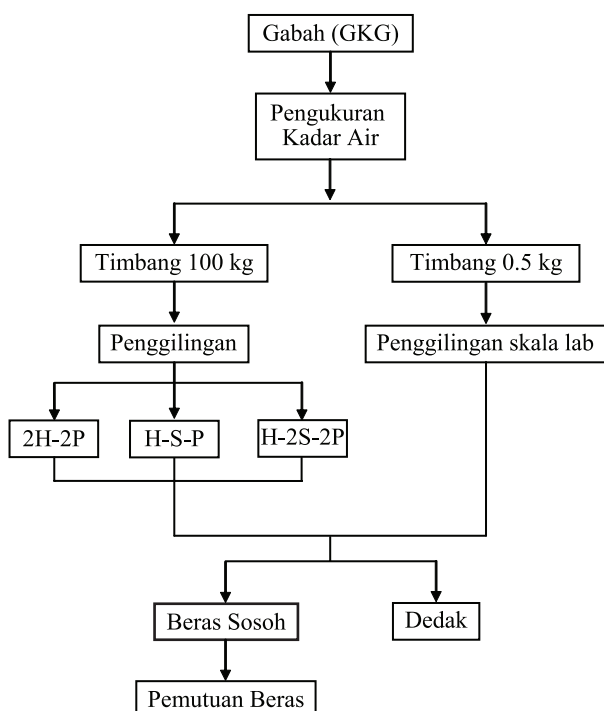 Gabah (GKG)
Pengukuran
Kadar Air
Timbang 100 kg
Timbang 0.5 kg
Penggilingan
Penggilingan skala lab
2H-2P
H-S-P
H-2S-2P
Beras Sosoh
Dedak
Pemutuan Beras